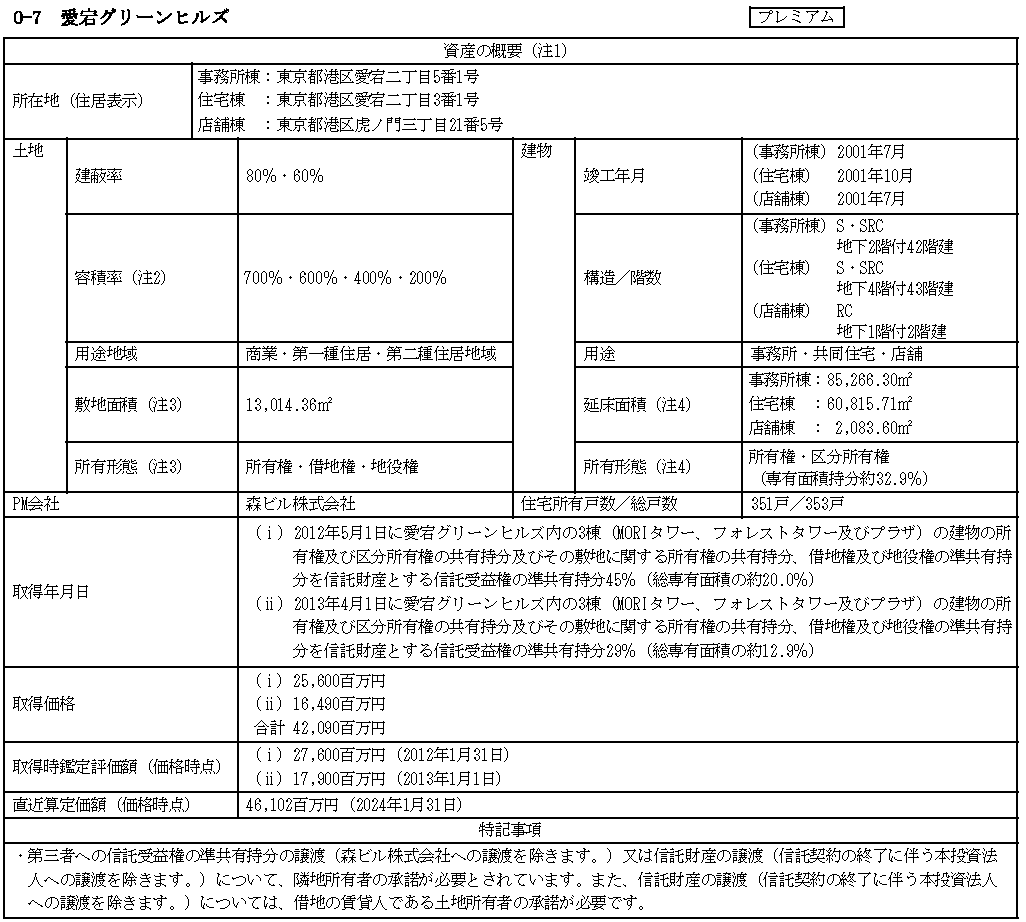 O-7 愛宕グリーンヒルズ
プレミアム
資産の概要（注1）
所在地（住居表示）
事務所棟：東京都港区愛宕二丁目5番1号
住宅棟　：東京都港区愛宕二丁目3番1号
店舗棟　：東京都港区虎ノ門三丁目21番5号
土地
建蔽率
80%・60%
建物
竣工年月
（事務所棟）2001年7月
（住宅棟）　2001年10月
（店舗棟）　2001年7月
容積率（注2）
700%・600%・400%・200%
構造／階数
（事務所棟）S・SRC
地下2階付42階建
（住宅棟）　S・SRC
地下4階付43階建
（店舗棟）　RC
地下1階付2階建
用途地域
商業・第一種住居・第二種住居地域
用途
事務所・共同住宅・店舗
敷地面積（注3）
13,014.36㎡
延床面積（注4）
事務所棟：85,266.30㎡
住宅棟　：60,815.71㎡
店舗棟　： 2,083.60㎡
所有形態（注3）
所有権・借地権・地役権
所有形態（注4）
所有権・区分所有権
（専有面積持分約32.9%）
PM会社
森ビル株式会社
住宅所有戸数／総戸数
351戸／353戸
取得年月日
（ⅰ）2012年5月1日に愛宕グリーンヒルズ内の3棟（MORIタワー、フォレストタワー及びプラザ）の建物の所
有権及び区分所有権の共有持分及びその敷地に関する所有権の共有持分、借地権及び地役権の準共有持
分を信託財産とする信託受益権の準共有持分45%（総専有面積の約20.0%）
（ⅱ）2013年4月1日に愛宕グリーンヒルズ内の3棟（MORIタワー、フォレストタワー及びプラザ）の建物の所
有権及び区分所有権の共有持分及びその敷地に関する所有権の共有持分、借地権及び地役権の準共有持
分を信託財産とする信託受益権の準共有持分29%（総専有面積の約12.9%）
取得価格
（ⅰ）25,600百万円
（ⅱ）16,490百万円
合計 42,090百万円
取得時鑑定評価額（価格時点）
（ⅰ）27,600百万円（2012年1月31日）
（ⅱ）17,900百万円（2013年1月1日）
直近算定価額（価格時点）
46,102百万円（2024年1月31日）
特記事項
・第三者への信託受益権の準共有持分の譲渡（森ビル株式会社への譲渡を除きます。）又は信託財産の譲渡（信託契約の終了に伴う本投資法
人への譲渡を除きます。）について、隣地所有者の承諾が必要とされています。また、信託財産の譲渡（信託契約の終了に伴う本投資法人
への譲渡を除きます。）については、借地の賃貸人である土地所有者の承諾が必要です。